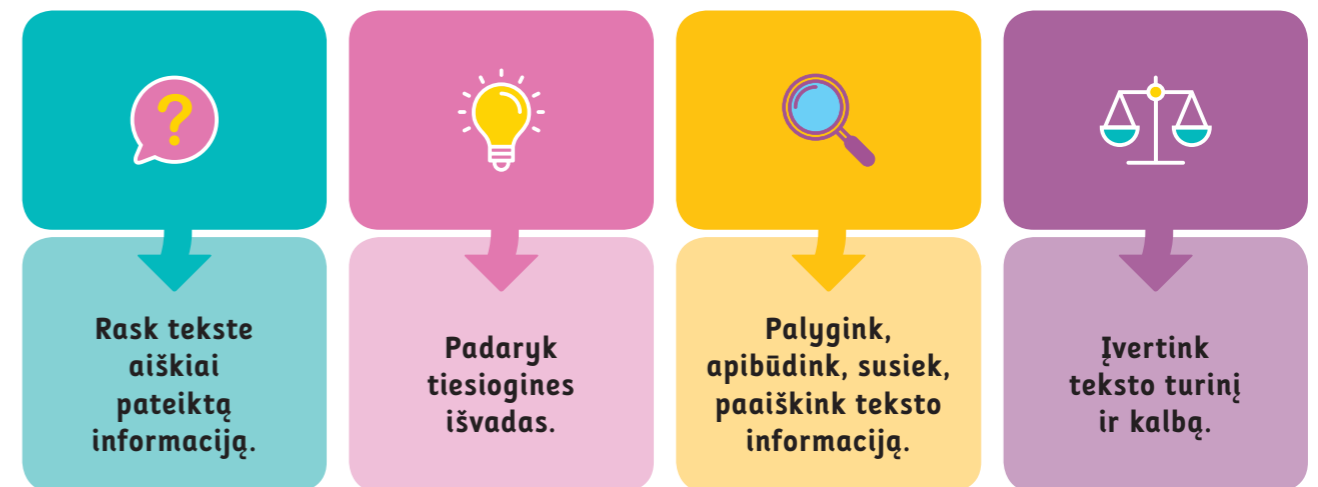 ?
Rask tekste
aiškiai
pateiktą
informaciją.
Padaryk
tiesiogines
išvadas.
Palygink,
apibūdink, susiek,
paaiškink teksto
informaciją.
Įvertink
teksto turinį
ir kalbą.